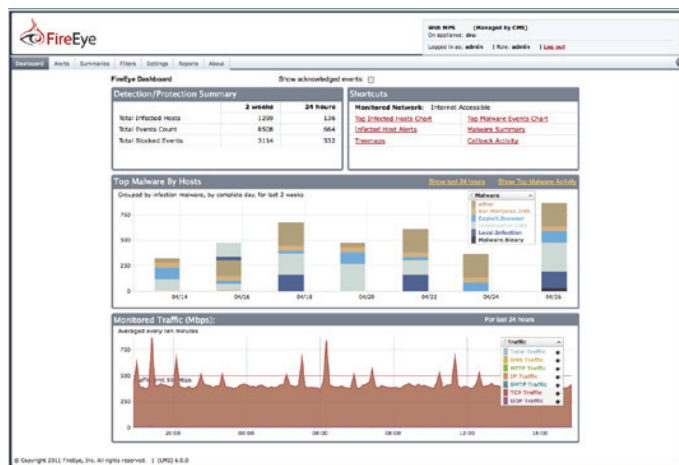 FireEye
Web MPS (Managed by CMS)
On appliance:
Logged in as: admin | Role: admin | Log out
Dashboard Alerts Summaries Filters Settings Reports About
FireEye Dashboard Show acknowledged events:
Detection/Protection Summary
2 weeks 24 hours
Total Infected Hosts 1299 136
Total Events Count 8508 664
Total Blocked Events 3114 532
Shortcuts
Monitored Network: Internet Accessible
Top Infected Hosts Chart Top Malware Events Chart
Infected Host Alerts Malware Summary
Treemaps Callback Activity
Top Malware By Hosts Show last 24 hours Show Top Malware Activity
Grouped by infection malware, by complete day, for last 2 weeks
Malware
other
Exploit.Browser
Local.Infection
Malware.Binary
750
500
250
0
04/14 04/16 04/18 04/20 04/22 04/24 04/26
Monitored Traffic (Mbps): For last 24 hours
Averaged every ten minutes
Traffic
Total Traffic
DNS Traffic
HTTP Traffic
IP Traffic
SMTP Traffic
TCP Traffic
UDP Traffic
750
500
250
0
20:00 00:00 04:00 08:00 12:00 16:00
© Copyright 2011 FireEye, Inc. All rights reserved. | (LMS) 6.0.0